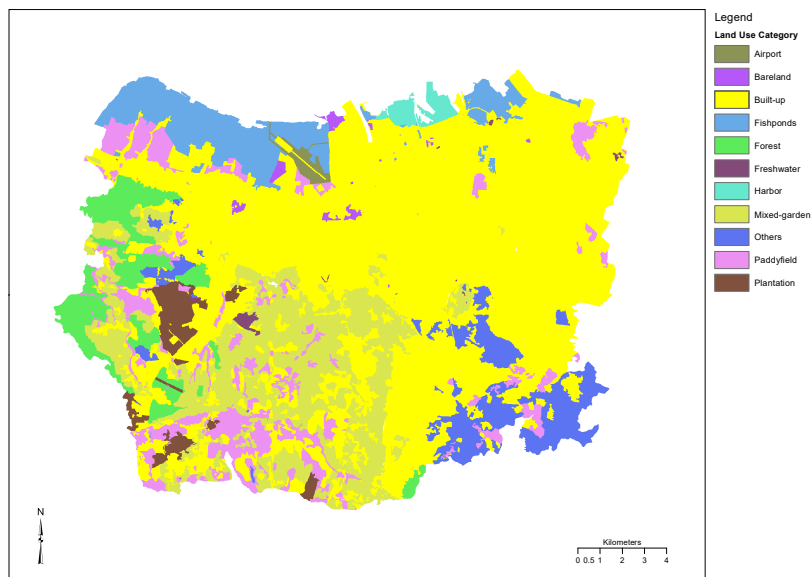 Legend
Land Use Category
Airport
Bareland
Built-up
Fishponds
Forest
Freshwater
Harbor
Mixed-garden
Others
Paddyfield
Plantation
N
Kilometers
0 0.5 1 2 3 4